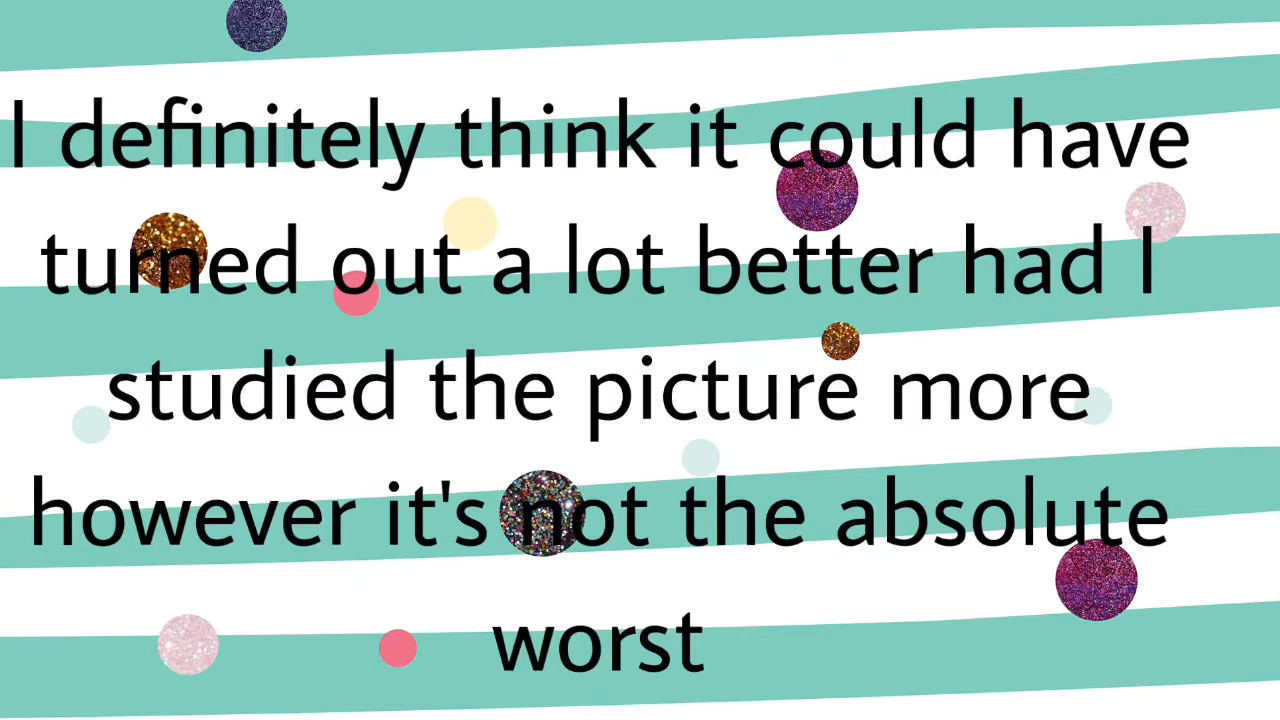 I definitely think it could have
turned out a lot better had I
studied the picture more
however it's not the absolute
worst